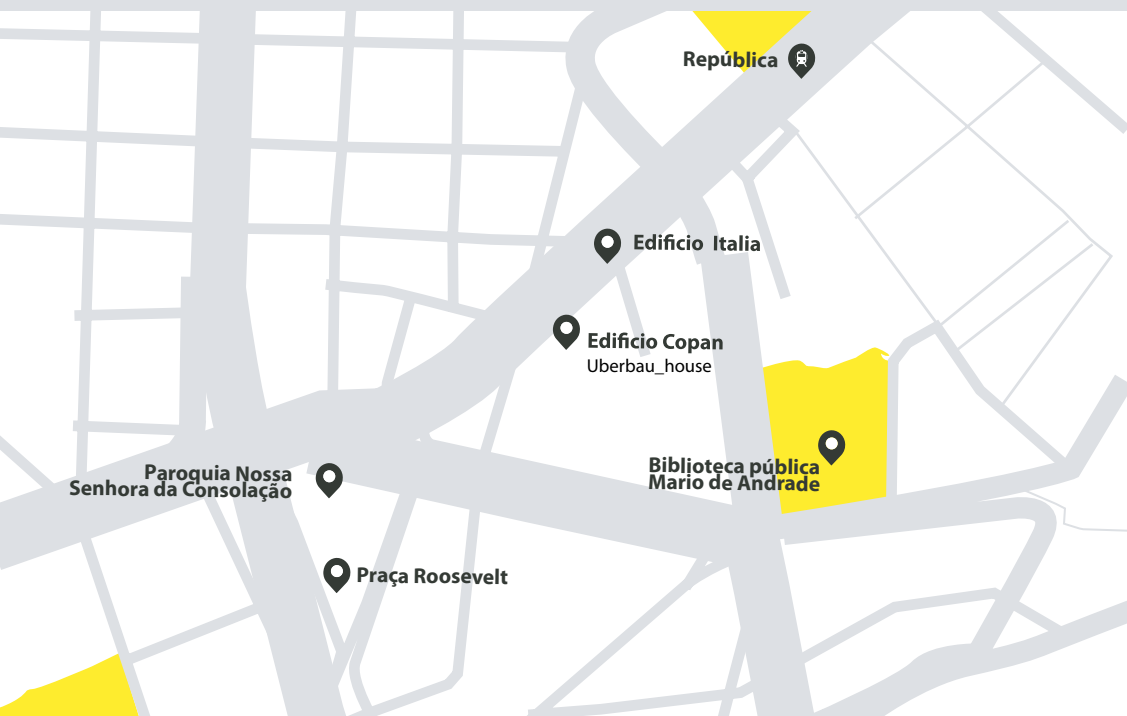 República
Edificio Italia
Edificio Copan
Uberbau_house
Biblioteca pública
Mario de Andrade
Paroquia Nossa
Senhora da Consolação
Praça Roosevelt